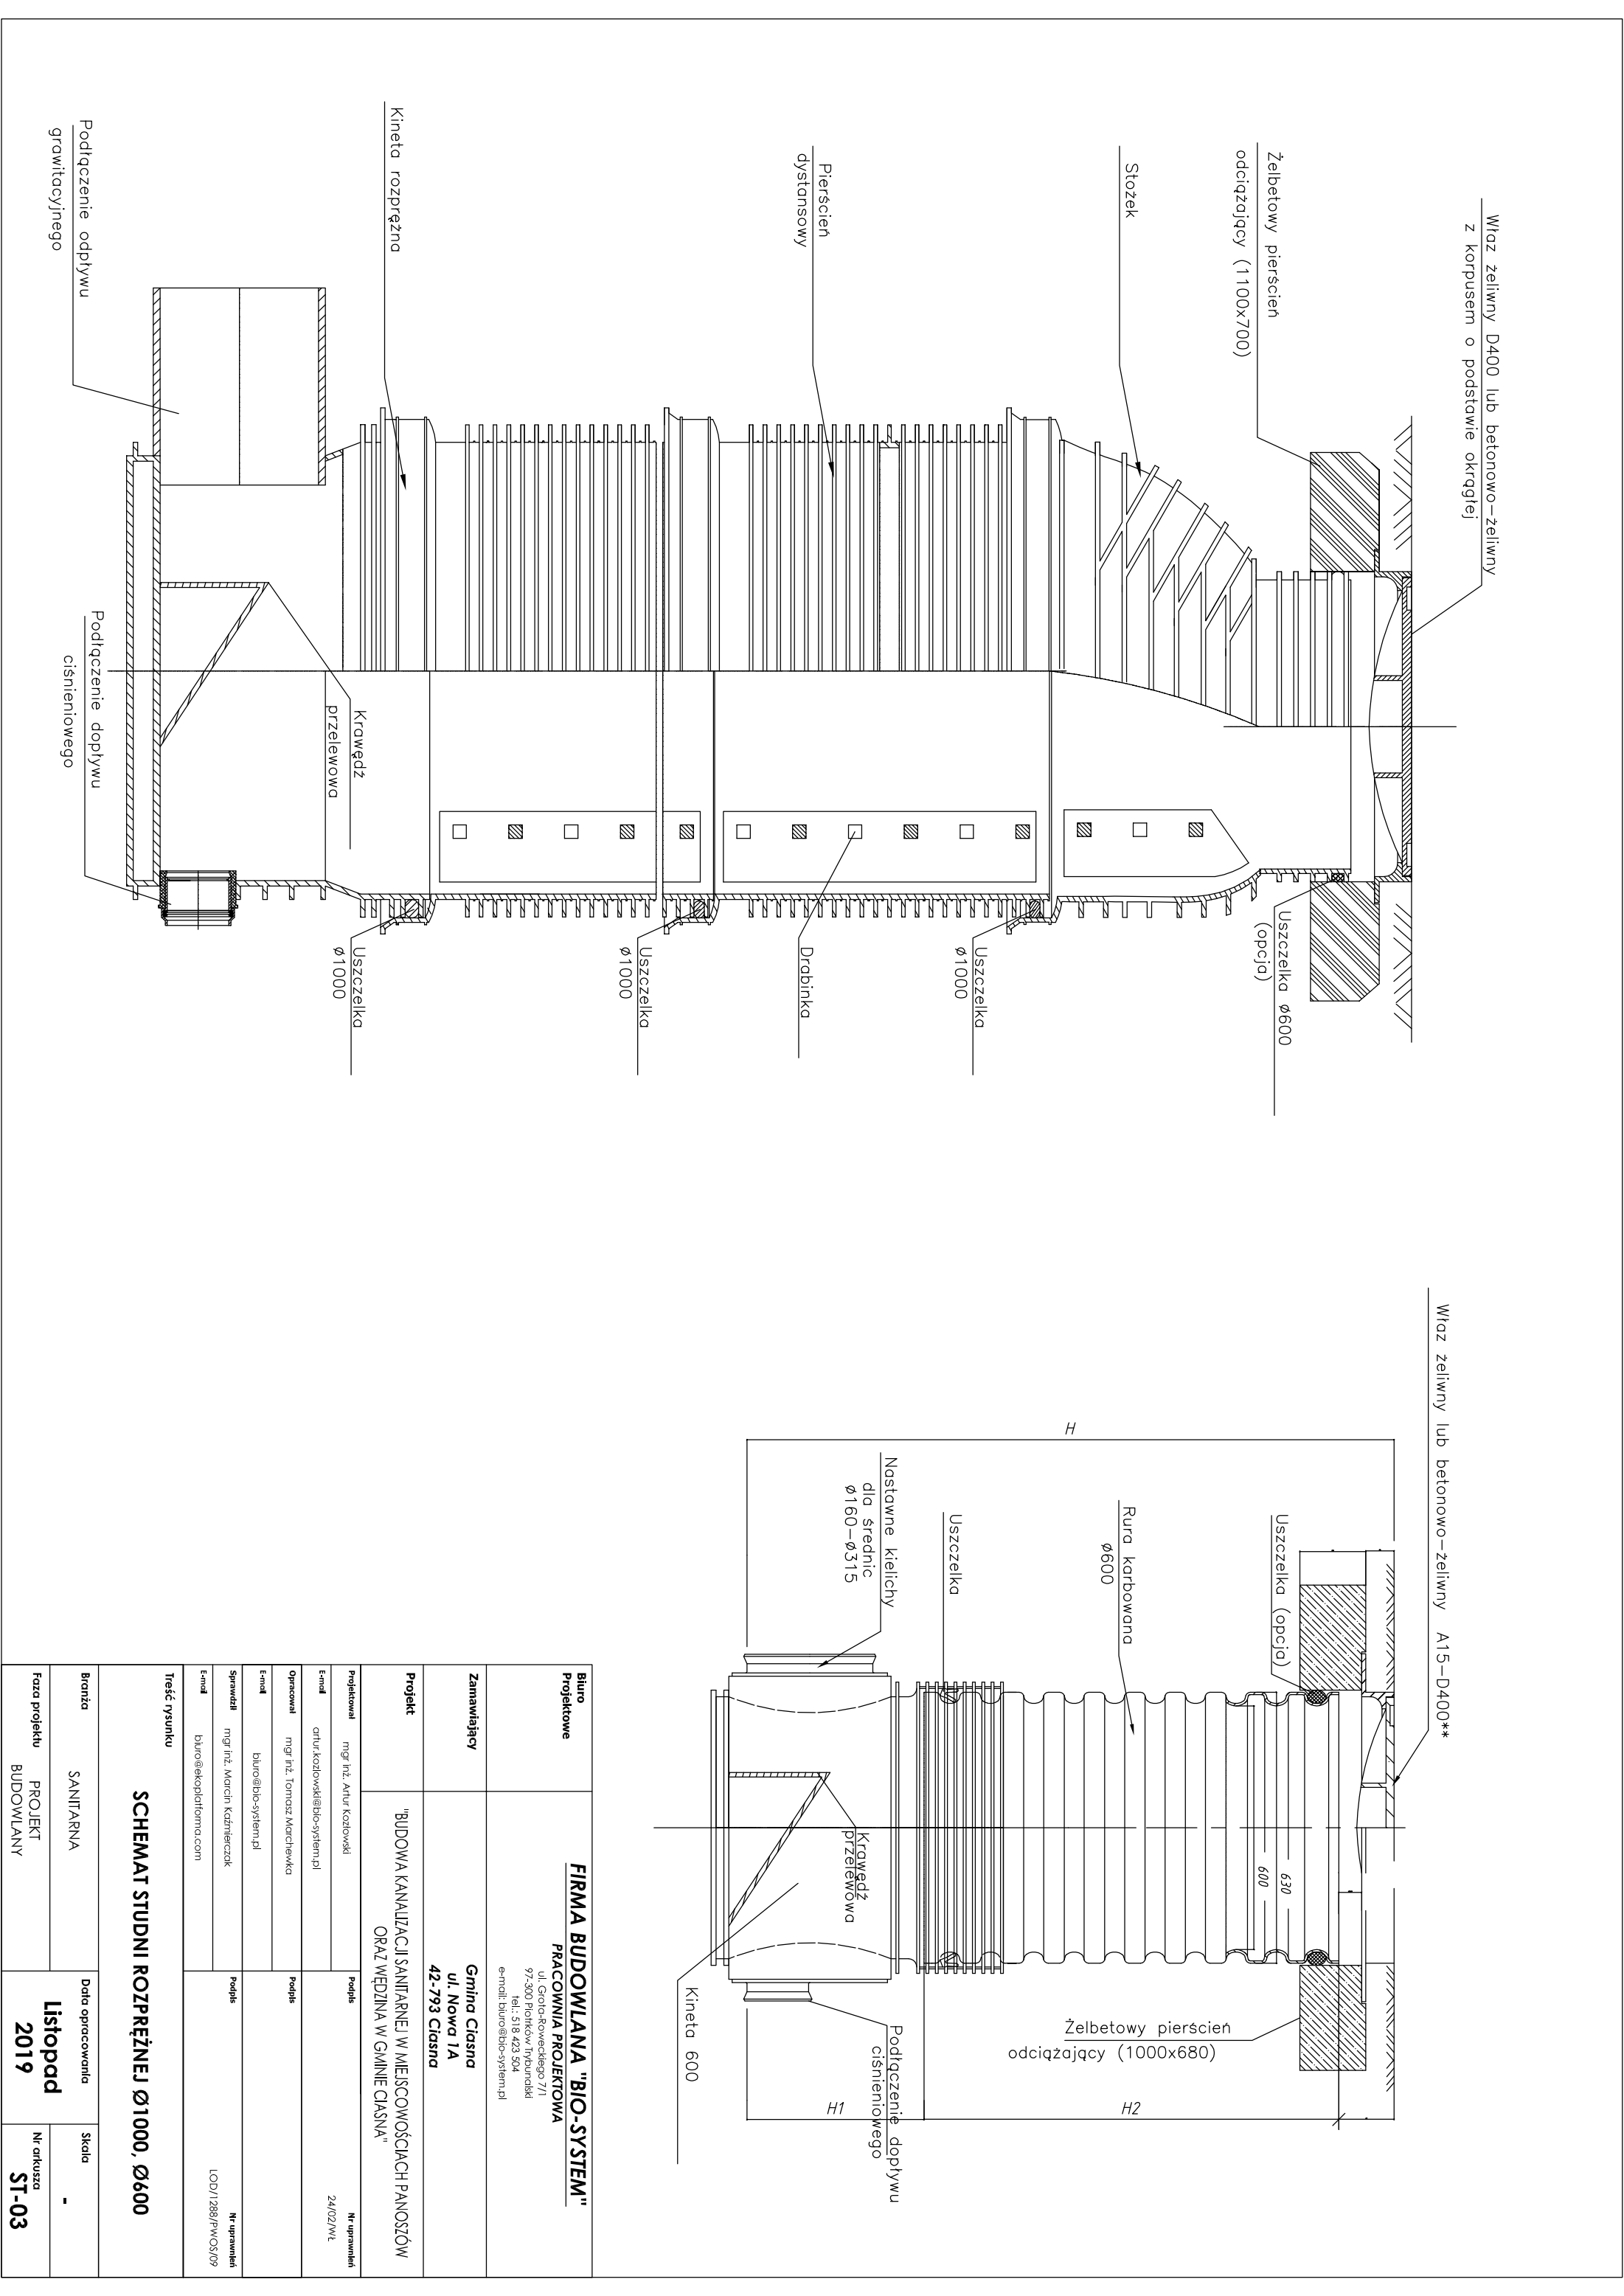 Właz żeliwny D400 lub betonowo-żeliwny
z korpusem o podstawie okrągłej
Żelbetowy pierścień
odciążający (1100x700)
Stożek
Pierścień
dystansowy
Kineta rozprężna
Podłączenie odpływu
grawitacyjnego
Uszczelka Ø600
(opcja)
Uszczelka
Ø1000
Drabinka
Uszczelka
Ø1000
Uszczelka
Ø1000
Krawędź
przelewowa
Podłączenie dopływu
ciśnieniowego
Właz żeliwny lub betonowo-żeliwny A15-D400**
H
Uszczelka (opcja)
Rura karbowana
Ø600
Uszczelka
Nastawne kielichy
dla średnic
Ø160-Ø315
630
600
Krawędź
przelewowa
Żelbetowy pierścień
odciążający (1000x680)
H2
H1
Podłączenie dopływu
ciśnieniowego
Kineta 600
Biuro
Projektowe
FIRMA BUDOWLANA "BIO-SYSTEM"
PRACOWNIA PROJEKTOWA
ul. Grota-Roweckiego 7/1
97-300 Piotrków Trybunalski
tel.: 518 423 504
e-mail: biuro@bio-system.pl
Zamawiający
Gmina Ciasna
ul. Nowa 1A
42-793 Ciasna
Projekt
"BUDOWA KANALIZACJI SANITARNEJ W MIEJSCOWOŚCIACH PANOSZÓW
ORAZ WĘDZINA W GMINIE CIASNA"
Projektował mgr inż. Artur Kozłowski Podpis Nr uprawnień
E-mail artur.kozlowski@bio-system.pl 24/02/WŁ
Opracował mgr inż. Tomasz Marchewka Podpis
E-mail biuro@bio-system.pl
Sprawdził mgr inż. Marcin Kaźmierczak Podpis Nr uprawnień
E-mail biuro@ekoplatforma.com LOD/1288/PWOS/09
Treść rysunku
SCHEMAT STUDNI ROZPRĘŻNEJ Ø1000, Ø600
Branża
SANITARNA
Data opracowania
Listopad
2019
Skala
-
Faza projektu
PROJEKT
BUDOWLANY
Nr arkusza
ST-03